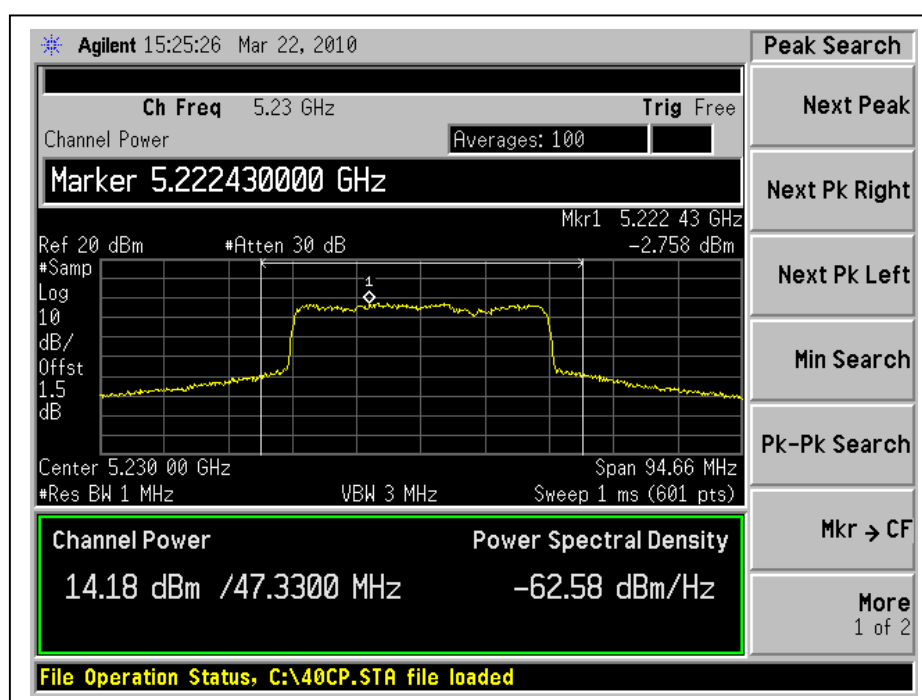 Agilent 15:25:26 Mar 22, 2010
Peak Search
Ch Freq 5.23 GHz Trig Free
Channel Power Averages: 100
Marker 5.222430000 GHz
Mkr1 5.222 43 GHz
Ref 20 dBm #Atten 30 dB -2.758 dBm
#Samp
Log
10
dB/
Offst
1.5
dB
1
Center 5.230 00 GHz Span 94.66 MHz
#Res BW 1 MHz VBW 3 MHz Sweep 1 ms (601 pts)
Channel Power Power Spectral Density
14.18 dBm /47.3300 MHz -62.58 dBm/Hz
File Operation Status, C:\40CP.STA file loaded
Next Peak
Next Pk Right
Next Pk Left
Min Search
Pk-Pk Search
Mkr → CF
More
1 of 2